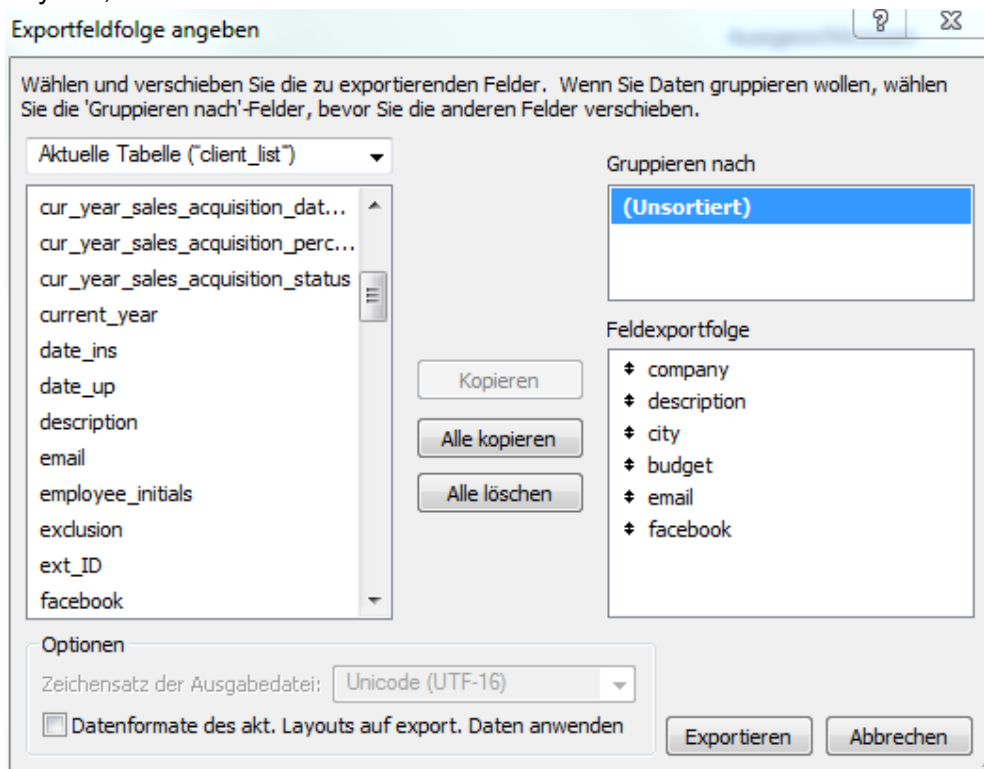 Exportfeldfolge angeben
Wählen und verschieben Sie die zu exportierenden Felder. Wenn Sie Daten gruppieren wollen, wählen
Sie die 'Gruppieren nach'-Felder, bevor Sie die anderen Felder verschieben.
Aktuelle Tabelle ("client_list")
cur_year_sales_acquisition_dat...
cur_year_sales_acquisition_perc...
cur_year_sales_acquisition_status
current_year
date_ins
date_up
description
email
employee_initials
exclusion
ext_ID
facebook
Kopieren
Alle kopieren
Alle löschen
Gruppieren nach
(Unsortiert)
Feldexportfolge
company
description
city
budget
email
facebook
Optionen
Zeichensatz der Ausgabedatei: Unicode (UTF-16)
Datenformate des akt. Layouts auf export. Daten anwenden
Exportieren
Abbrechen